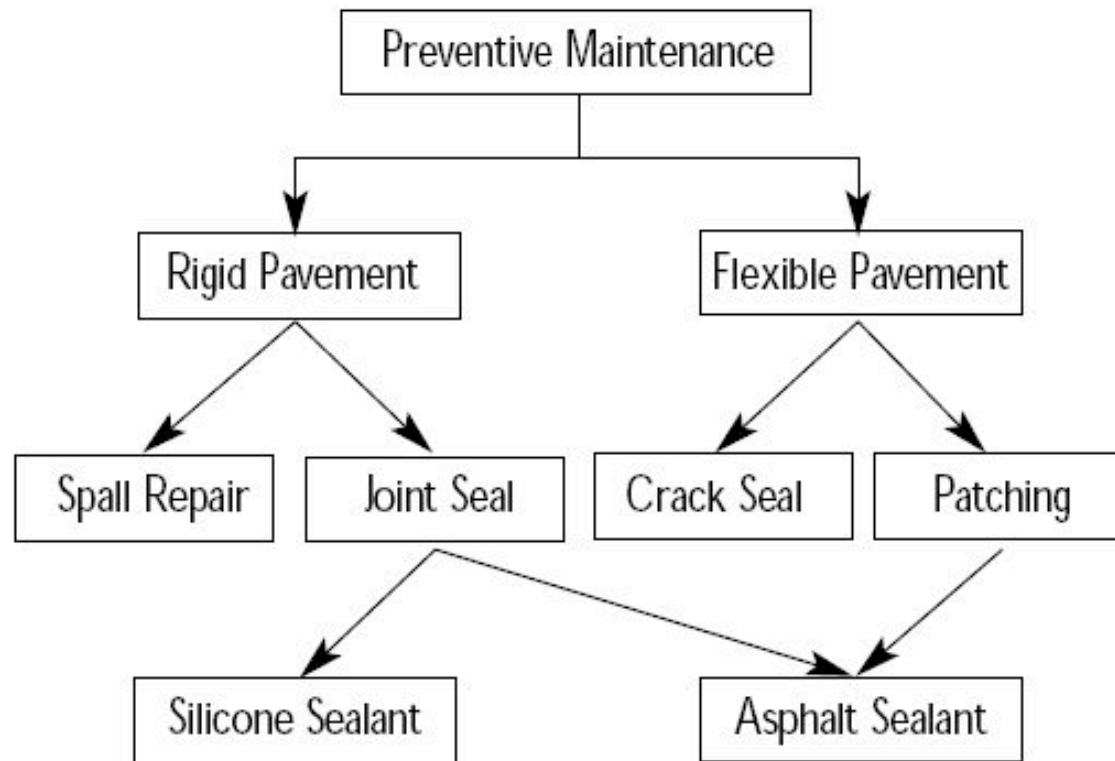 Preventive Maintenance
Rigid Pavement
Flexible Pavement
Spall Repair
Joint Seal
Crack Seal
Patching
Silicone Sealant
Asphalt Sealant